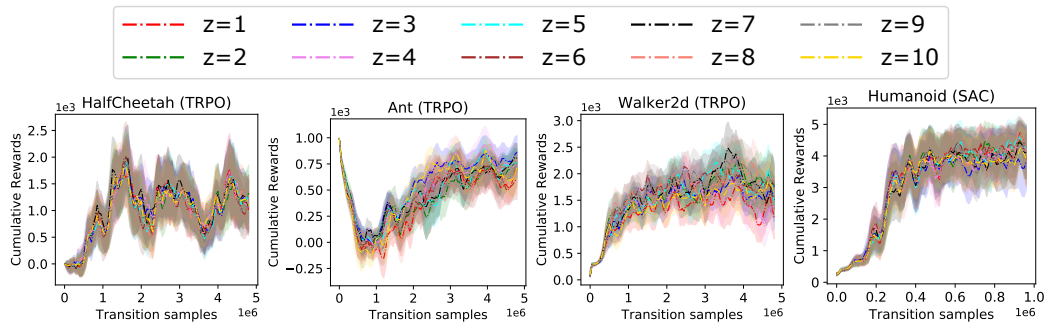 z=1 z=3 z=5 z=7 z=9
z=2 z=4 z=6 z=8 z=10
1e3 HalfCheetah (TRPO)
Cumulative Rewards
2.5
2.0
1.5
1.0
0.5
0.0
0 1 2 3 4 5
Transition samples 1e6
1e3 Ant (TRPO)
Cumulative Rewards
1.00
0.75
0.50
0.25
0.00
−0.25
0 1 2 3 4 5
Transition samples 1e6
1e3 Walker2d (TRPO)
Cumulative Rewards
3.0
2.5
2.0
1.5
1.0
0.5
0.0
0 1 2 3 4 5
Transition samples 1e6
1e3 Humanoid (SAC)
Cumulative Rewards
5
4
3
2
1
0
0.0 0.2 0.4 0.6 0.8 1.0
Transition samples 1e6